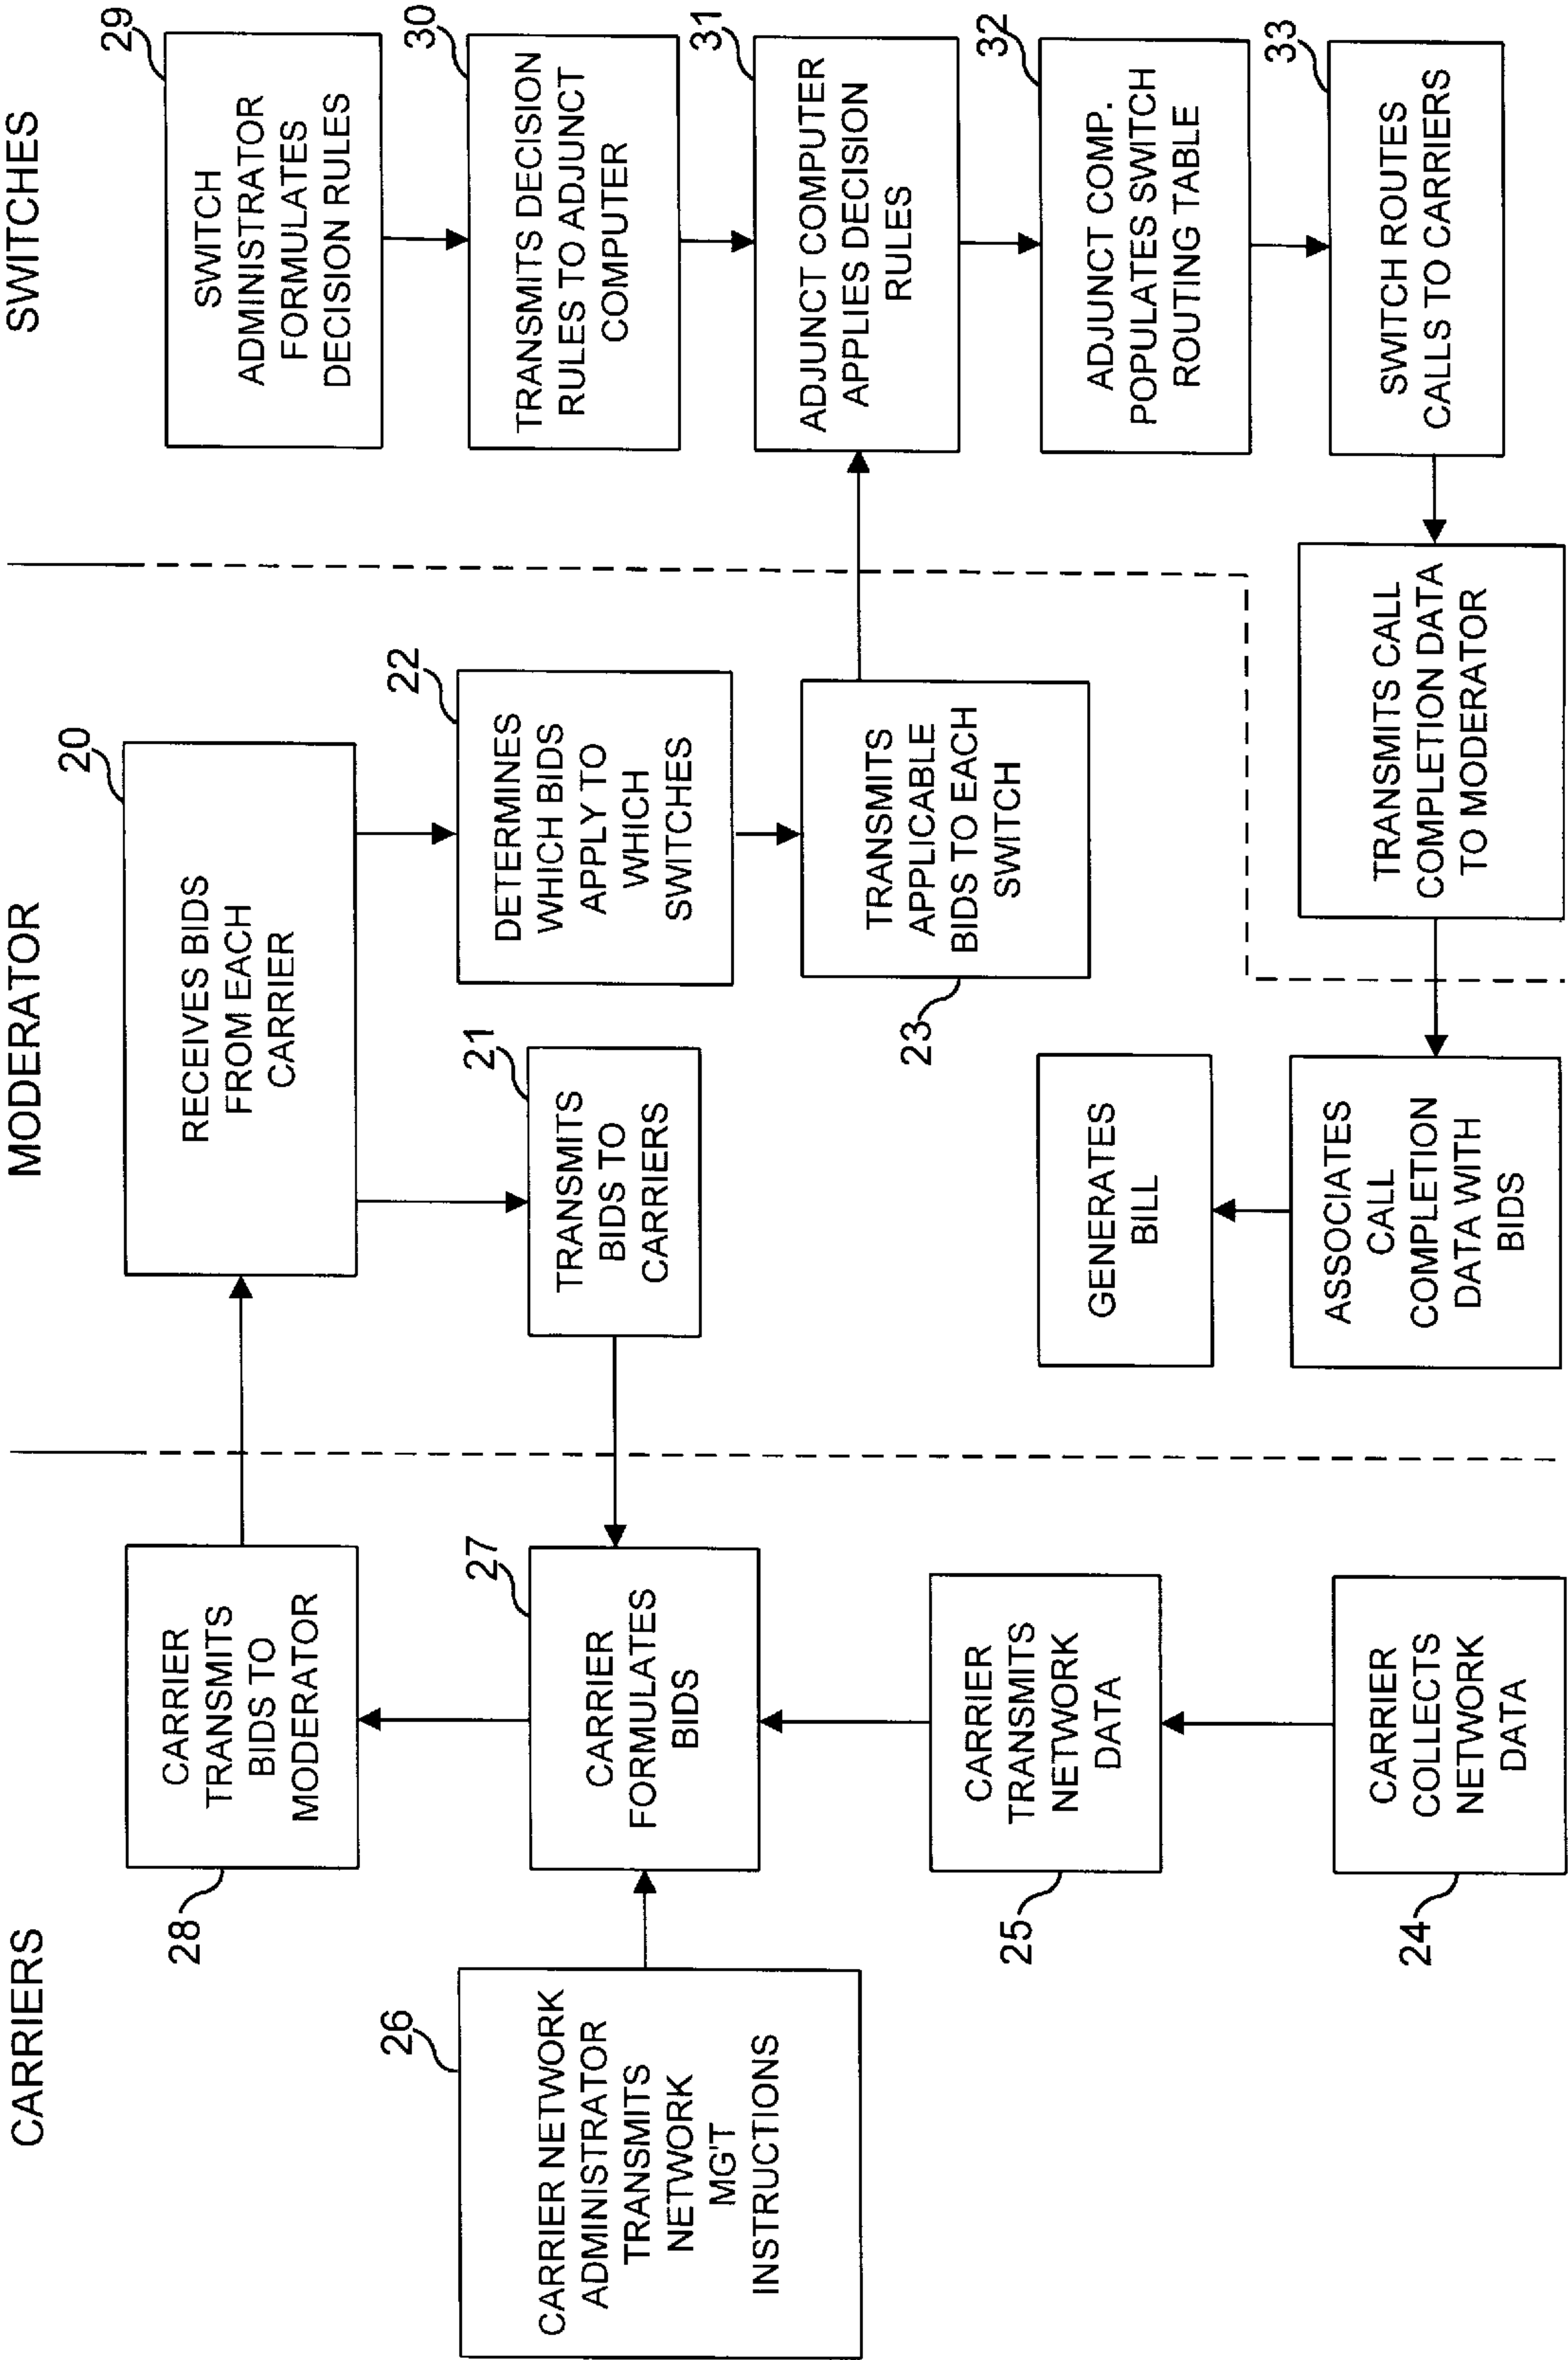 CARRIERS
MODERATOR
SWITCHES
28
CARRIER
TRANSMITS
BIDS TO
MODERATOR
26
CARRIER NETWORK
ADMINISTRATOR
TRANSMITS
NETWORK
MG'T
INSTRUCTIONS
27
CARRIER
FORMULATES
BIDS
25
CARRIER
TRANSMITS
NETWORK
DATA
24
CARRIER
COLLECTS
NETWORK
DATA
20
RECEIVES BIDS
FROM EACH
CARRIER
21
TRANSMITS
BIDS TO
CARRIERS
22
DETERMINES
WHICH BIDS
APPLY TO
WHICH
SWITCHES
23
TRANSMITS
APPLICABLE
BIDS TO EACH
SWITCH
GENERATES
BILL
ASSOCIATES
CALL
COMPLETION
DATA WITH
BIDS
29
SWITCH
ADMINISTRATOR
FORMULATES
DECISION RULES
30
TRANSMITS DECISION
RULES TO ADJUNCT
COMPUTER
31
ADJUNCT COMPUTER
APPLIES DECISION
RULES
32
ADJUNCT COMP.
POPULATES SWITCH
ROUTING TABLE
33
SWITCH ROUTES
CALLS TO CARRIERS
TRANSMITS CALL
COMPLETION DATA
TO MODERATOR